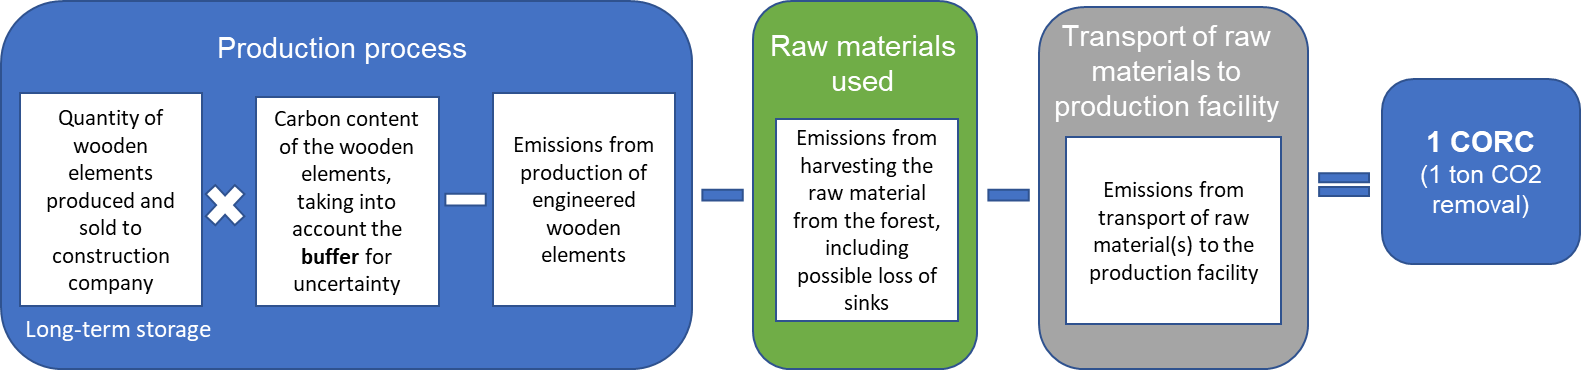 Production process
Quantity of
wooden
elements
produced and
sold to
construction
company
Carbon content
of the wooden
elements,
taking into
account the
buffer for
uncertainty
Emissions from
production of
engineered
wooden
elements
Long-term storage
Raw materials
used
Emissions from
harvesting the
raw material
from the forest,
including
possible loss of
sinks
Transport of raw
materials to
production facility
Emissions from
transport of raw
material(s) to the
production facility
1 CORC
(1 ton CO2
removal)